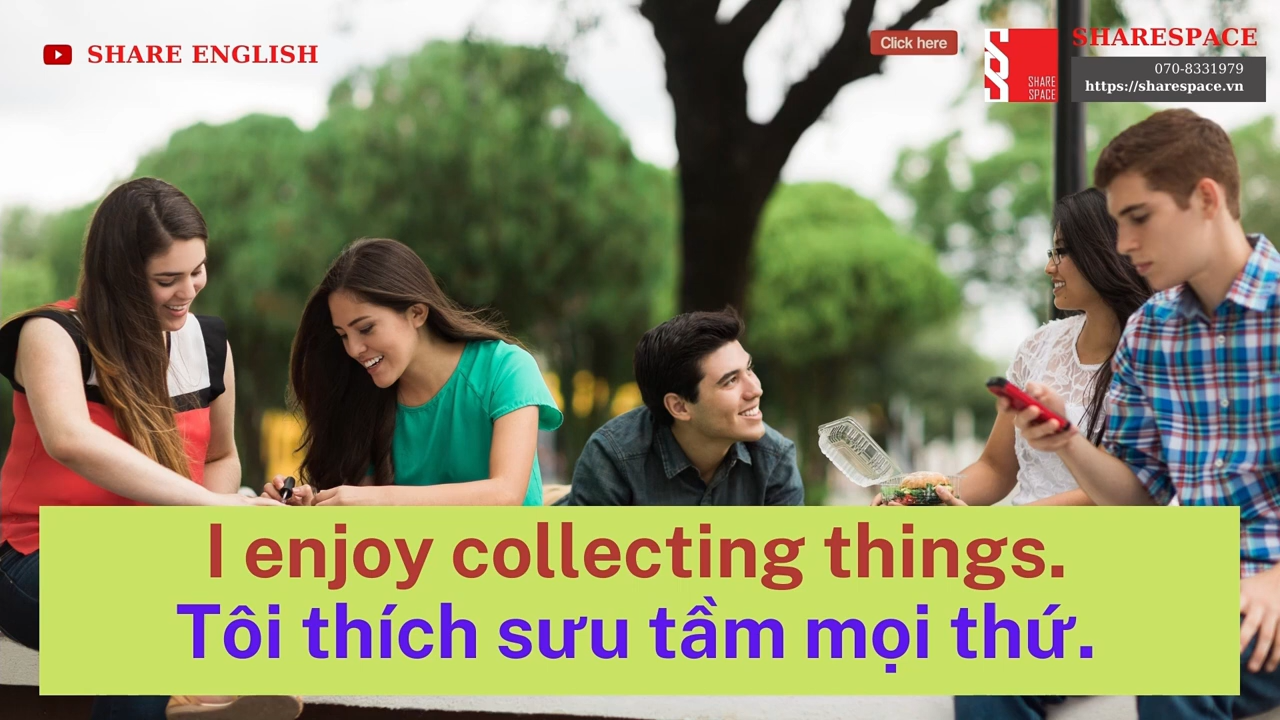 SHARE ENGLISH
Click here
SHARE
SPACE
SHARESPACE
070-8331979
https://sharespace.vn
I enjoy collecting things.
Tôi thích sưu tầm mọi thứ.